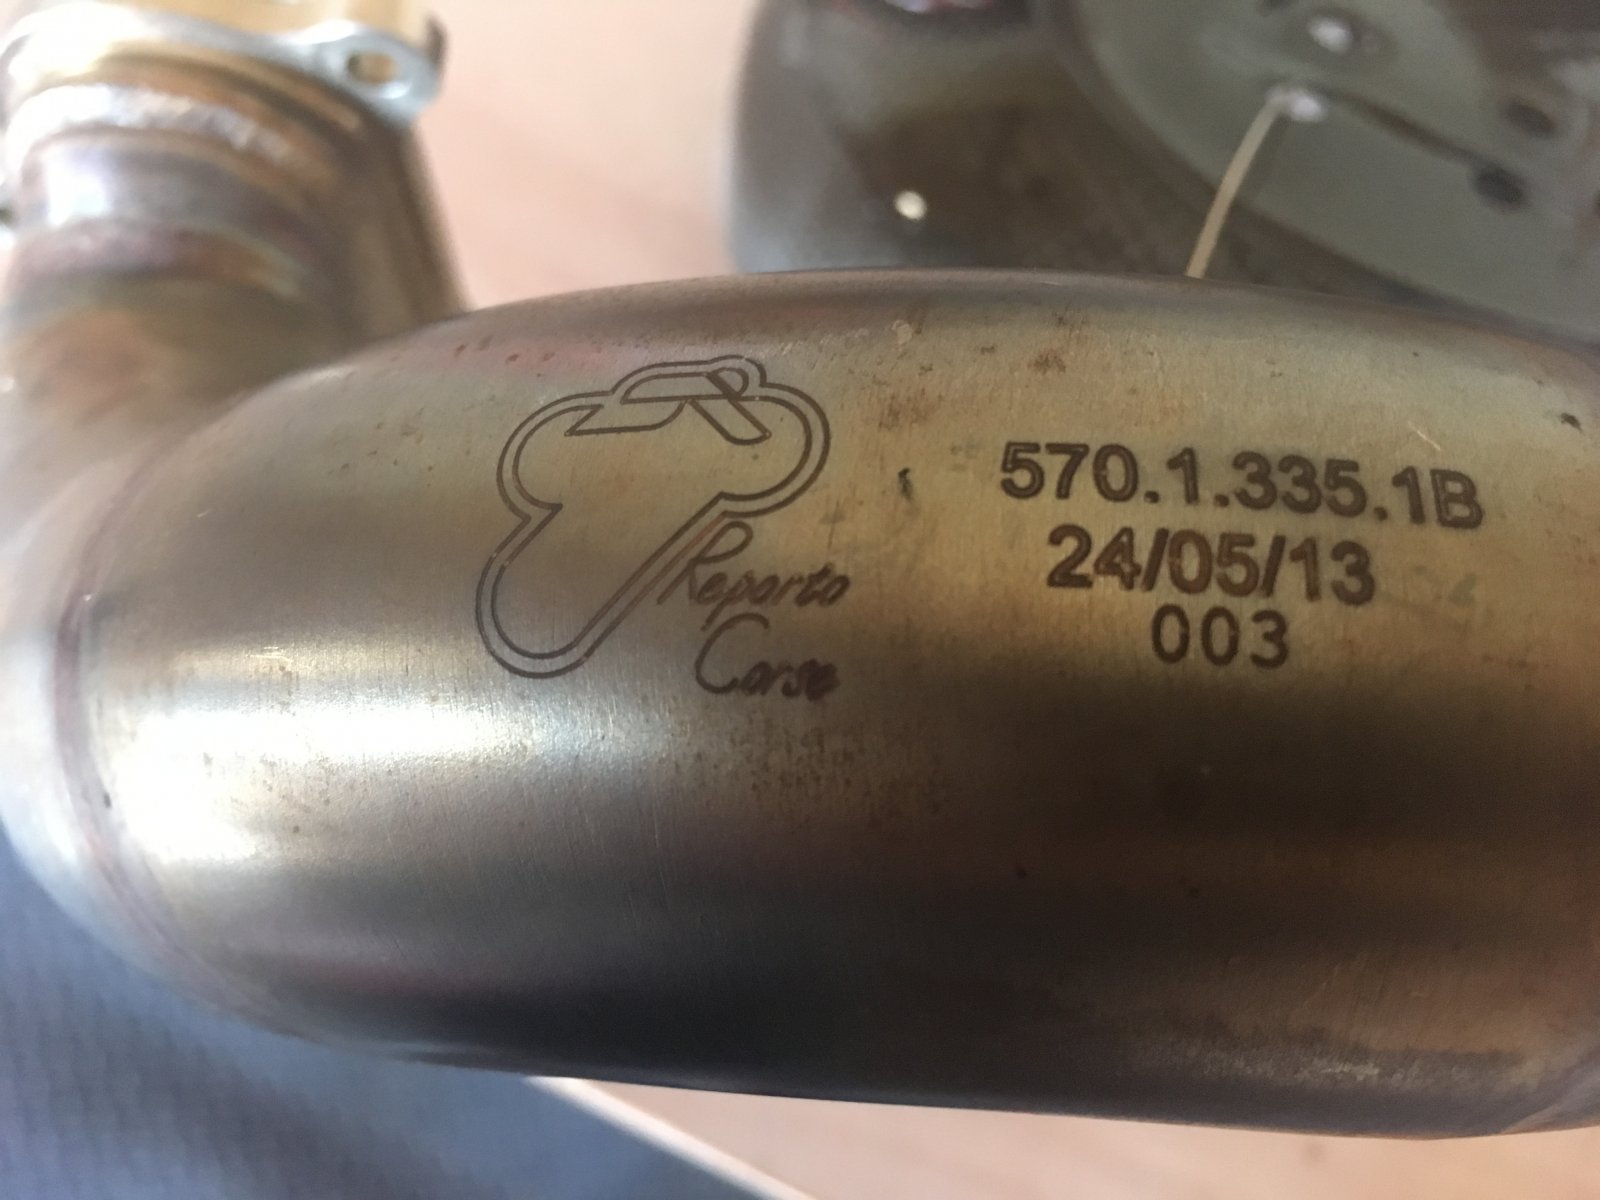 Reparto
Corse
570.1.335.1B
24/05/13
003